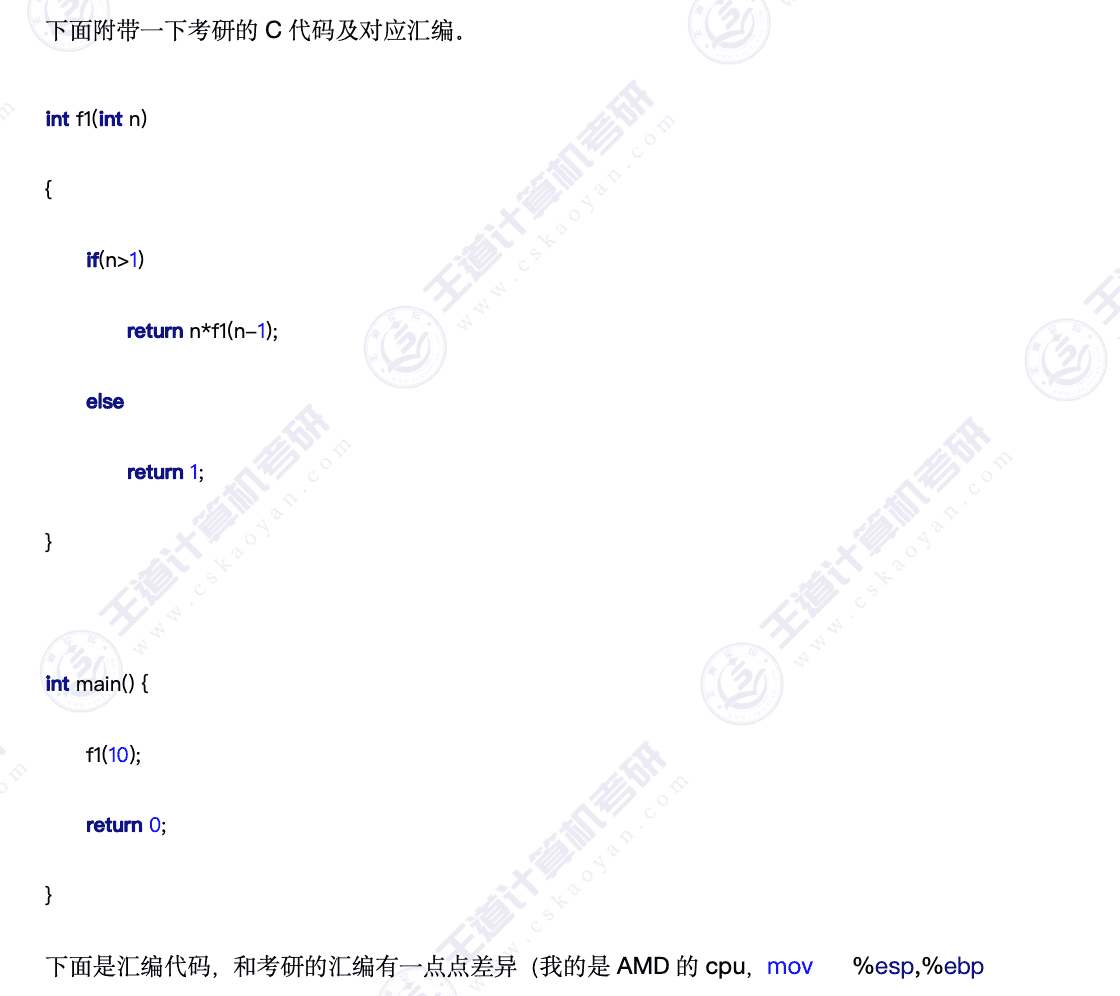 下面附带一下考研的 C 代码及对应汇编。
int f1(int n)
{
if(n>1)
return n*f1(n-1);
else
return 1;
}
int main() {
f1(10);
return 0;
}
下面是汇编代码，和考研的汇编有一点点差异（我的是 AMD 的 cpu，mov %esp,%ebp
王道计算机考研
www.cskaoyan.com
王道计算机考研
www.cskaoyan.com
王道计算机考研
www.cskaoyan.com
王道计算机考研
www.cskaoyan.com